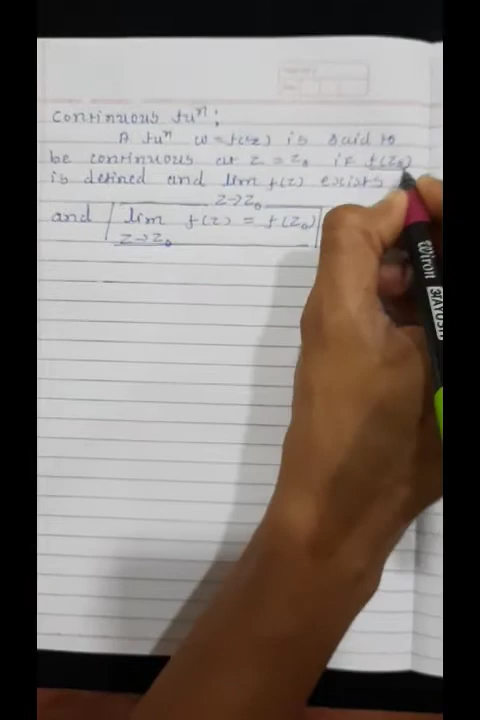 Continuous fuⁿ:
A fuⁿ w=f(z) is said to
be continuous at z = z₀ if f(z₀)
is defined and lim f(z) exists
z→z₀
and lim f(z) = f(z₀)
z→z₀
Wiron